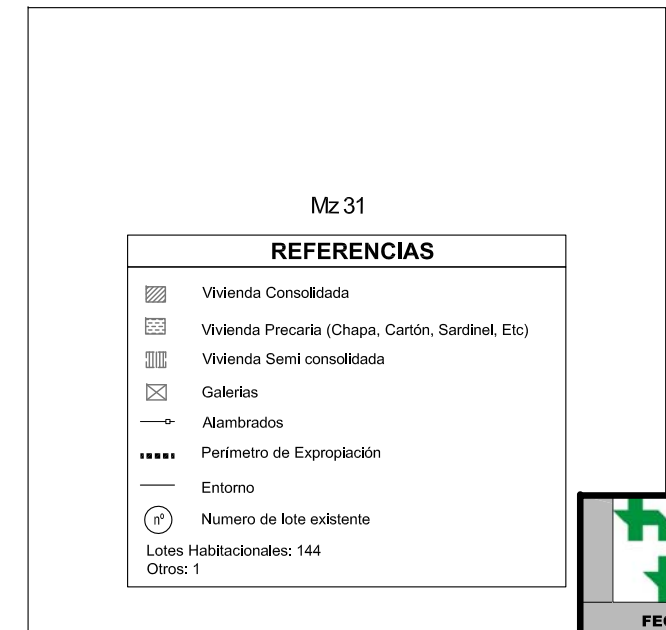 Mz 31
REFERENCIAS
Vivienda Consolidada
Vivienda Precaria (Chapa, Cartón, Sardinel, Etc)
Vivienda Semi consolidada
Galerias
Alambrados
Perímetro de Expropiación
Entorno
nº Numero de lote existente
Lotes Habitacionales: 144
Otros: 1